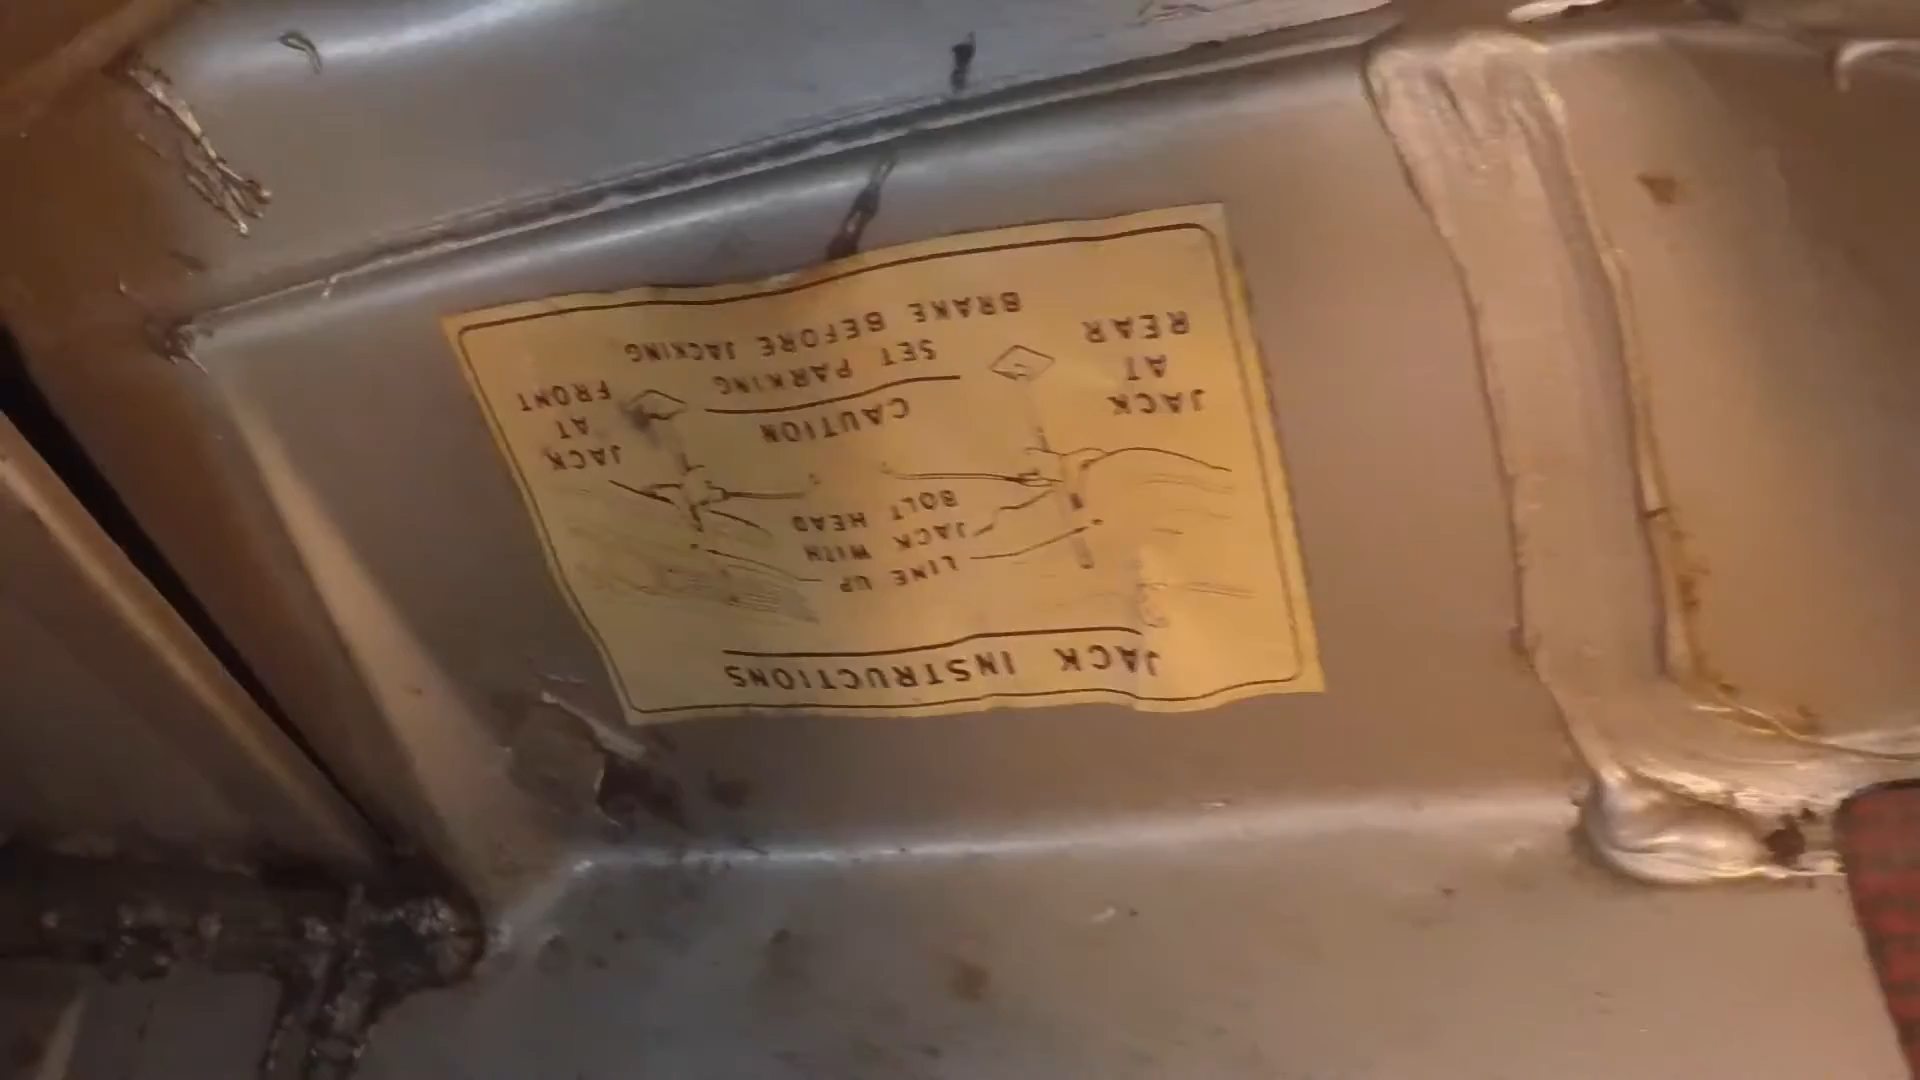 JACK INSTRUCTIONS
LINE UP
JACK WITH
BOLT HEAD
JACK
AT
REAR
CAUTION
SET PARKING
BRAKE BEFORE JACKING
JACK
AT
FRONT